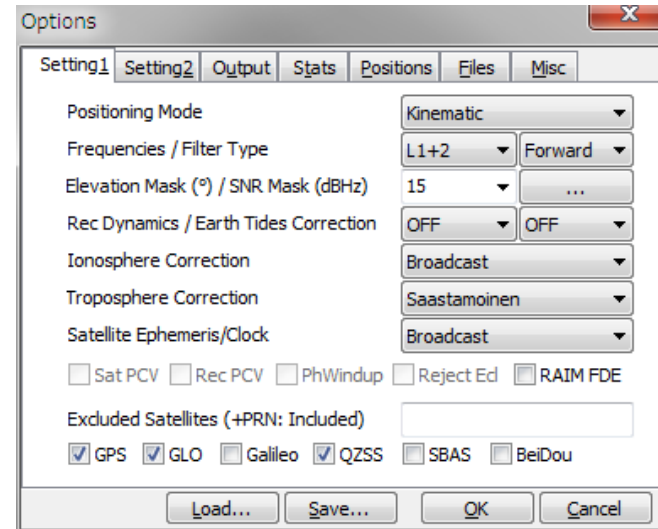 Options
Setting1 Setting2 Output Stats Positions Files Misc
Positioning Mode Kinematic
Frequencies / Filter Type L1+2 Forward
Elevation Mask (°) / SNR Mask (dBHz) 15 ...
Rec Dynamics / Earth Tides Correction OFF OFF
Ionosphere Correction Broadcast
Troposphere Correction Saastamoinen
Satellite Ephemeris/Clock Broadcast
Sat PCV Rec PCV PhWindup Reject Ecl RAIM FDE
Excluded Satellites (+PRN: Included)
GPS GLO Galileo QZSS SBAS BeiDou
Load... Save... OK Cancel